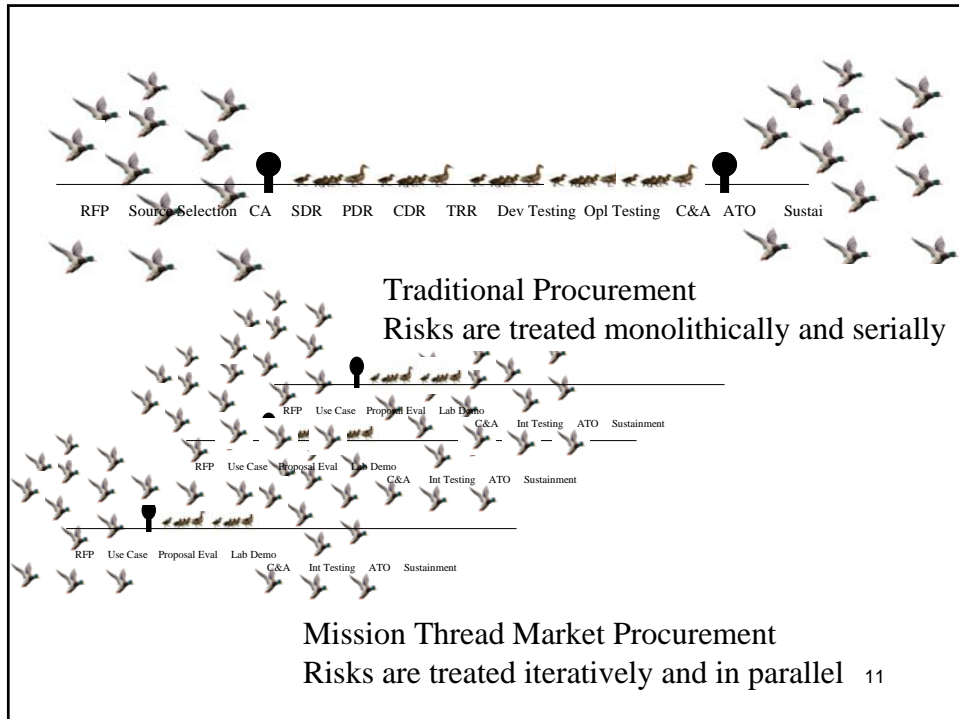 RFP Source Selection CA SDR PDR CDR TRR Dev Testing Opl Testing C&A ATO Sustai
Traditional Procurement
Risks are treated monolithically and serially
RFP Use Case Proposal Eval Lab Demo
C&A Int Testing ATO Sustainment
RFP Use Case Proposal Eval Lab Demo
C&A Int Testing ATO Sustainment
RFP Use Case Proposal Eval Lab Demo
C&A Int Testing ATO Sustainment
Mission Thread Market Procurement
Risks are treated iteratively and in parallel 11